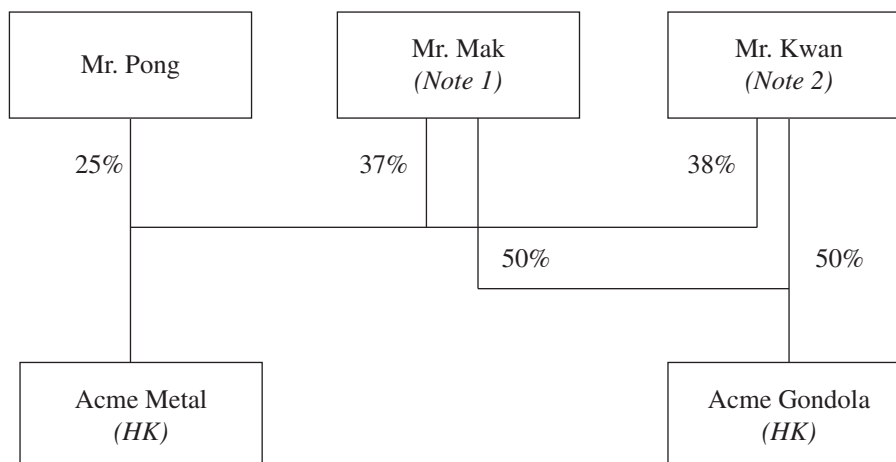 Mr. Pong
Mr. Mak
(Note 1)
Mr. Kwan
(Note 2)
25%
37%
38%
50%
50%
Acme Metal
(HK)
Acme Gondola
(HK)